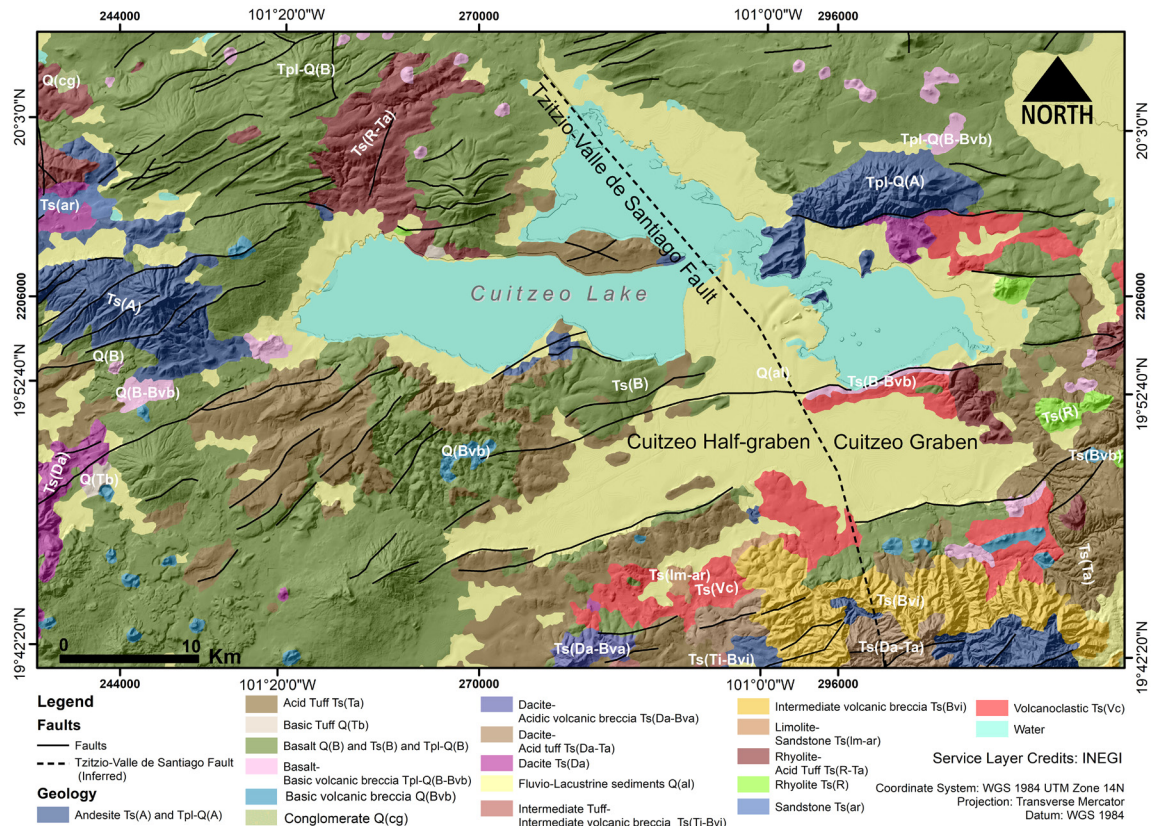 244000
101°20'0"W
270000
101°0'0"W
296000
Q(cg)
Tpl-Q(B)
NORTH
20°3'0"N
20°3'0"N
Ts(R-Ta)
Tzitzio-Valle de Santiago Fault
Tpl-Q(B-Bvb)
Tpl-Q(A)
Ts(ar)
2206000
2206000
Ts(A)
Cuitzeo Lake
Q(B)
Q(B-Bvb)
Ts(B)
Q(al)
Ts(B-Bvb)
19°52'40"N
19°52'40"N
Ts(R)
Cuitzeo Half-graben
Cuitzeo Graben
Q(Bvb)
Ts(Bvb)
Ts(Da)
Q(Tb)
Ts(lm-ar)
Ts(Vc)
Ts(Ta)
Ts(Bvi)
Ts(Da-Bva)
Ts(Ti-Bvi)
Ts(Da-Ta)
19°42'20"N
19°42'20"N
0 10 Km
244000
101°20'0"W
270000
101°0'0"W
296000
Legend
Faults
Faults
Tzitzio-Valle de Santiago Fault
(Inferred)
Geology
Andesite Ts(A) and Tpl-Q(A)
Acid Tuff Ts(Ta)
Basic Tuff Q(Tb)
Basalt Q(B) and Ts(B) and Tpl-Q(B)
Basalt-
Basic volcanic breccia Tpl-Q(B-Bvb)
Basic volcanic breccia Q(Bvb)
Conglomerate Q(cg)
Dacite-
Acidic volcanic breccia Ts(Da-Bva)
Dacite-
Acid tuff Ts(Da-Ta)
Dacite Ts(Da)
Fluvio-Lacustrine sediments Q(al)
Intermediate Tuff-
Intermediate volcanic breccia Ts(Ti-Bvi)
Intermediate volcanic breccia Ts(Bvi)
Limolite-
Sandstone Ts(lm-ar)
Rhyolite-
Acid Tuff Ts(R-Ta)
Rhyolite Ts(R)
Sandstone Ts(ar)
Volcanoclastic Ts(Vc)
Water
Service Layer Credits: INEGI
Coordinate System: WGS 1984 UTM Zone 14N
Projection: Transverse Mercator
Datum: WGS 1984